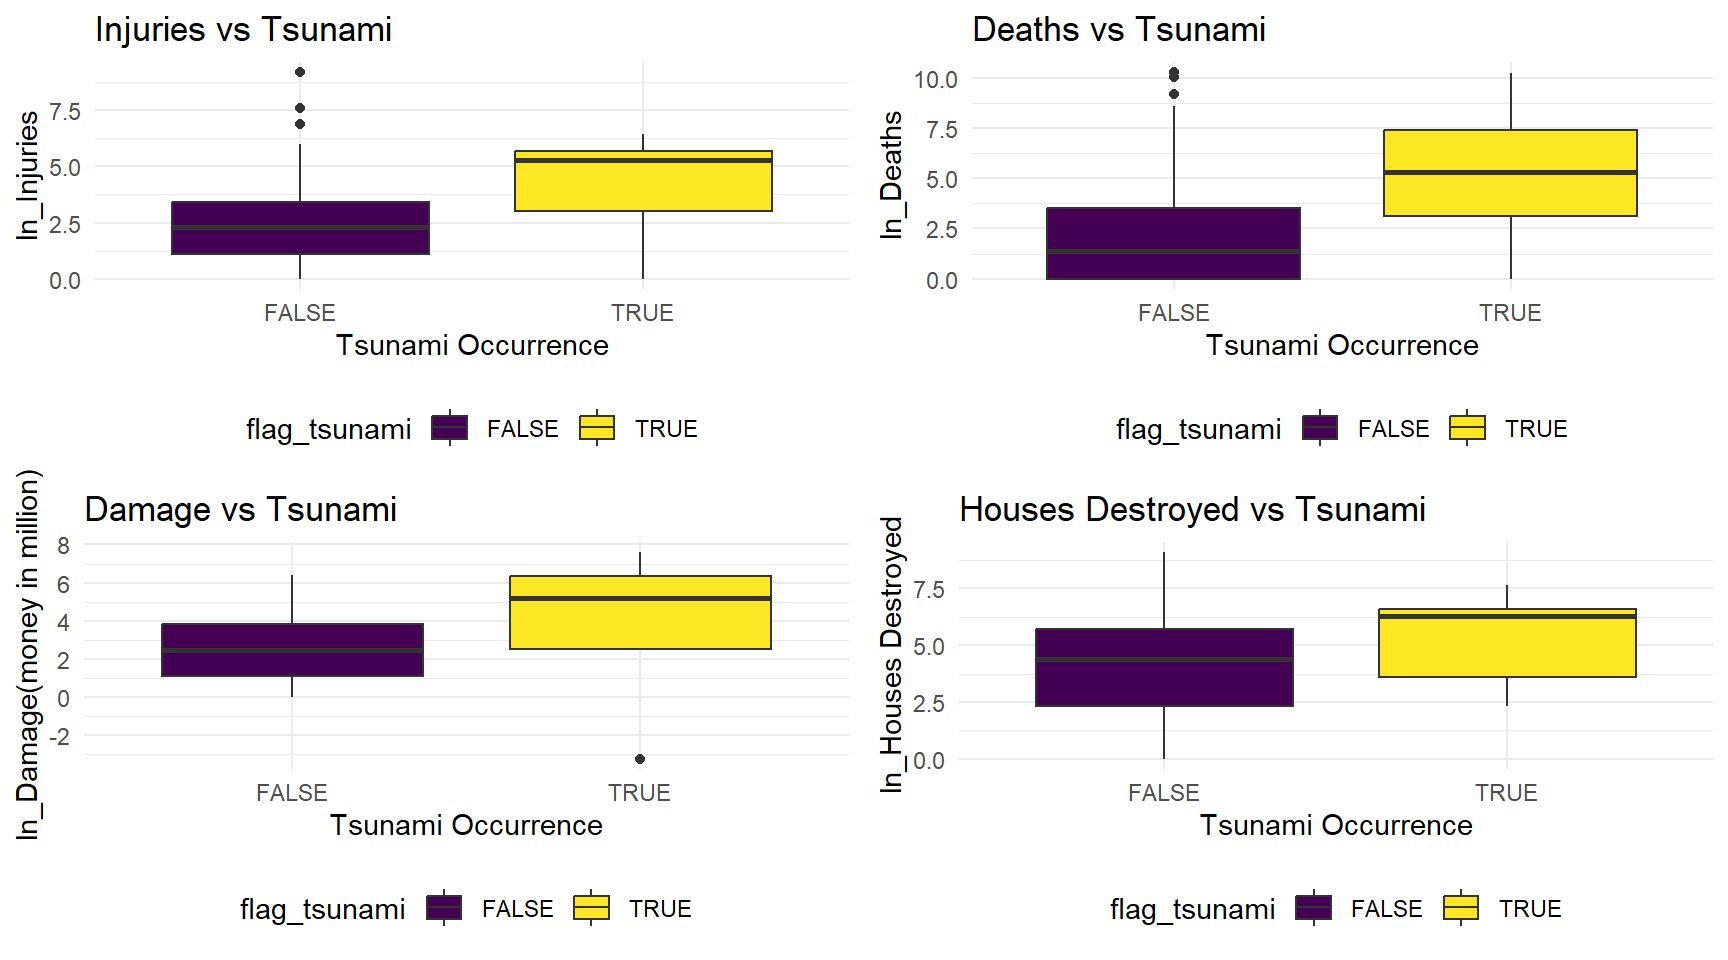 Injuries vs Tsunami
ln_Injuries
7.5
5.0
2.5
0.0
FALSE TRUE
Tsunami Occurrence
flag_tsunami FALSE TRUE
Deaths vs Tsunami
ln_Deaths
10.0
7.5
5.0
2.5
0.0
FALSE TRUE
Tsunami Occurrence
flag_tsunami FALSE TRUE
Damage vs Tsunami
ln_Damage(money in million)
8
6
4
2
0
-2
FALSE TRUE
Tsunami Occurrence
flag_tsunami FALSE TRUE
Houses Destroyed vs Tsunami
ln_Houses Destroyed
7.5
5.0
2.5
0.0
FALSE TRUE
Tsunami Occurrence
flag_tsunami FALSE TRUE